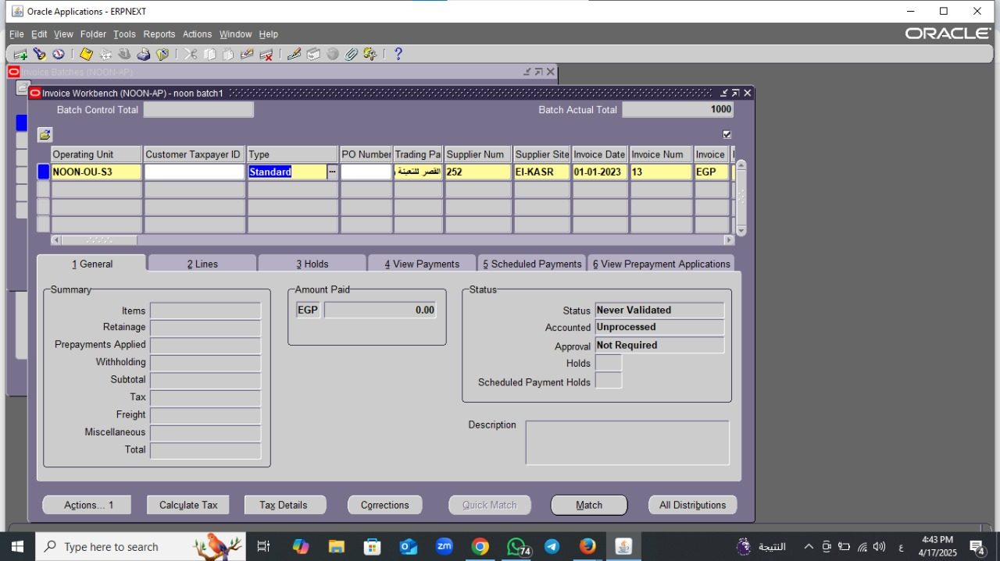 Oracle Applications - ERPNEXT
File Edit View Folder Tools Reports Actions Window Help
ORACLE
Invoice Batches (NOON-AP)
Invoice Workbench (NOON-AP) - noon batch1
Batch Control Total
Batch Actual Total 1000
Operating Unit Customer Taxpayer ID Type PO Number Trading Pa Supplier Num Supplier Site Invoice Date Invoice Num Invoice
NOON-OU-S3 Standard القصر للتعبئة 252 El-KASR 01-01-2023 13 EGP
1 General 2 Lines 3 Holds 4 View Payments 5 Scheduled Payments 6 View Prepayment Applications
Summary
Items
Retainage
Prepayments Applied
Withholding
Subtotal
Tax
Freight
Miscellaneous
Total
Amount Paid
EGP 0.00
Status
Status Never Validated
Accounted Unprocessed
Approval Not Required
Holds
Scheduled Payment Holds
Description
Actions... 1 Calculate Tax Tax Details Corrections Quick Match Match All Distributions
Type here to search
zm
74
النتيجة
ع
4:43 PM
4/17/2025
4